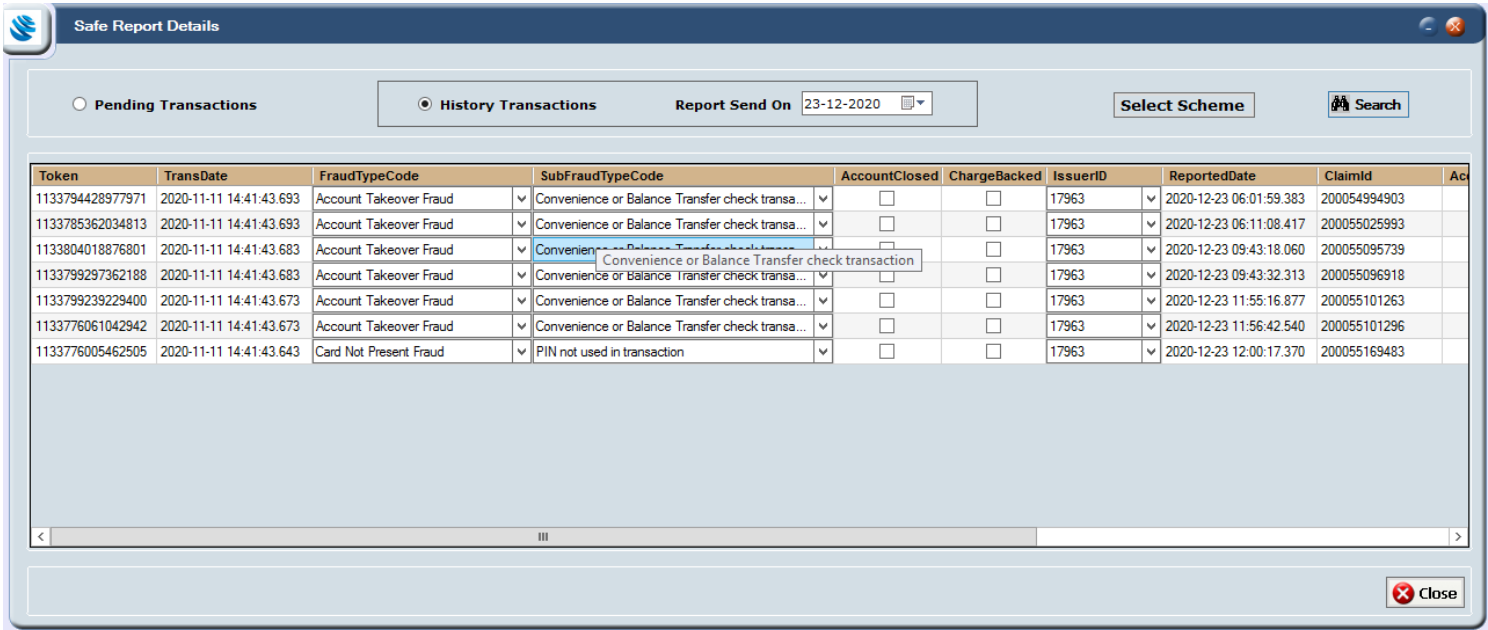 Safe Report Details
Pending Transactions History Transactions Report Send On 23-12-2020 Select Scheme Search
Token TransDate FraudTypeCode SubFraudTypeCode AccountClosed ChargeBacked IssuerID ReportedDate ClaimId
1133794428977971 2020-11-11 14:41:43.693 Account Takeover Fraud Convenience or Balance Transfer check transa... 17963 2020-12-23 06:01:59.383 200054994903
1133785362034813 2020-11-11 14:41:43.693 Account Takeover Fraud Convenience or Balance Transfer check transa... 17963 2020-12-23 06:11:08.417 200055025993
1133804018876801 2020-11-11 14:41:43.683 Account Takeover Fraud 17963 2020-12-23 09:43:18.060 200055095739
Convenience or Balance Transfer check transaction
1133799297362188 2020-11-11 14:41:43.683 Account Takeover Fraud Convenience or Balance Transfer check transa... 17963 2020-12-23 09:43:32.313 200055096918
1133799239229400 2020-11-11 14:41:43.673 Account Takeover Fraud Convenience or Balance Transfer check transa... 17963 2020-12-23 11:55:16.877 200055101263
1133776061042942 2020-11-11 14:41:43.673 Account Takeover Fraud Convenience or Balance Transfer check transa... 17963 2020-12-23 11:56:42.540 200055101296
1133776005462505 2020-11-11 14:41:43.643 Card Not Present Fraud PIN not used in transaction 17963 2020-12-23 12:00:17.370 200055169483
Close